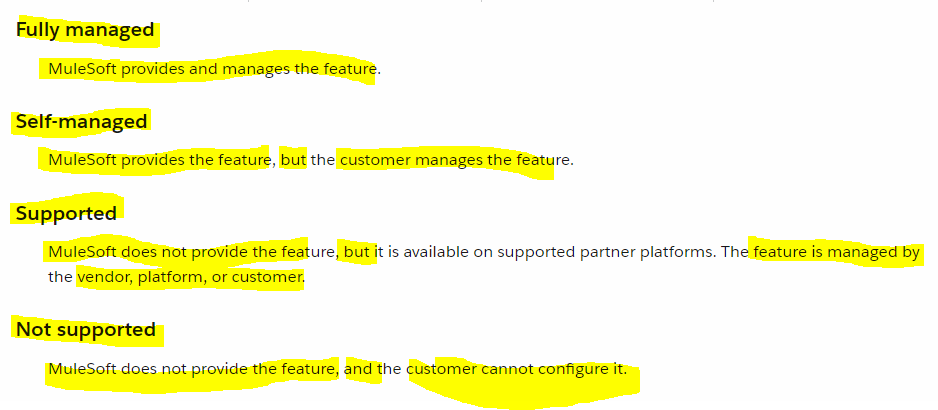 Fully managed
MuleSoft provides and manages the feature.
Self-managed
MuleSoft provides the feature, but the customer manages the feature.
Supported
MuleSoft does not provide the feature, but it is available on supported partner platforms. The feature is managed by
the vendor, platform, or customer.
Not supported
MuleSoft does not provide the feature, and the customer cannot configure it.